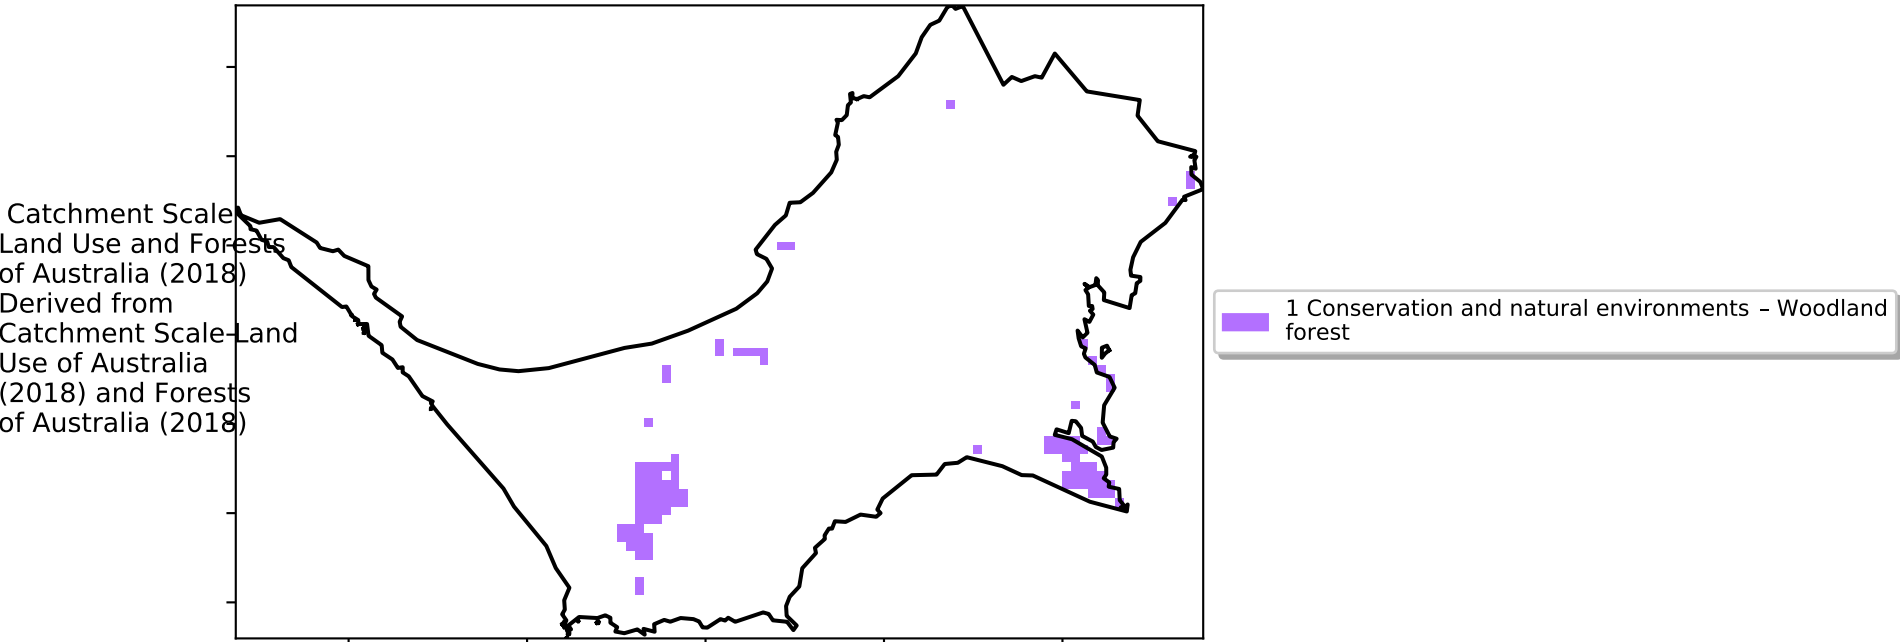 Catchment Scale
Land Use and Forests
of Australia (2018)
Derived from
Catchment Scale Land
Use of Australia
(2018) and Forests
of Australia (2018)
1 Conservation and natural environments – Woodland
forest